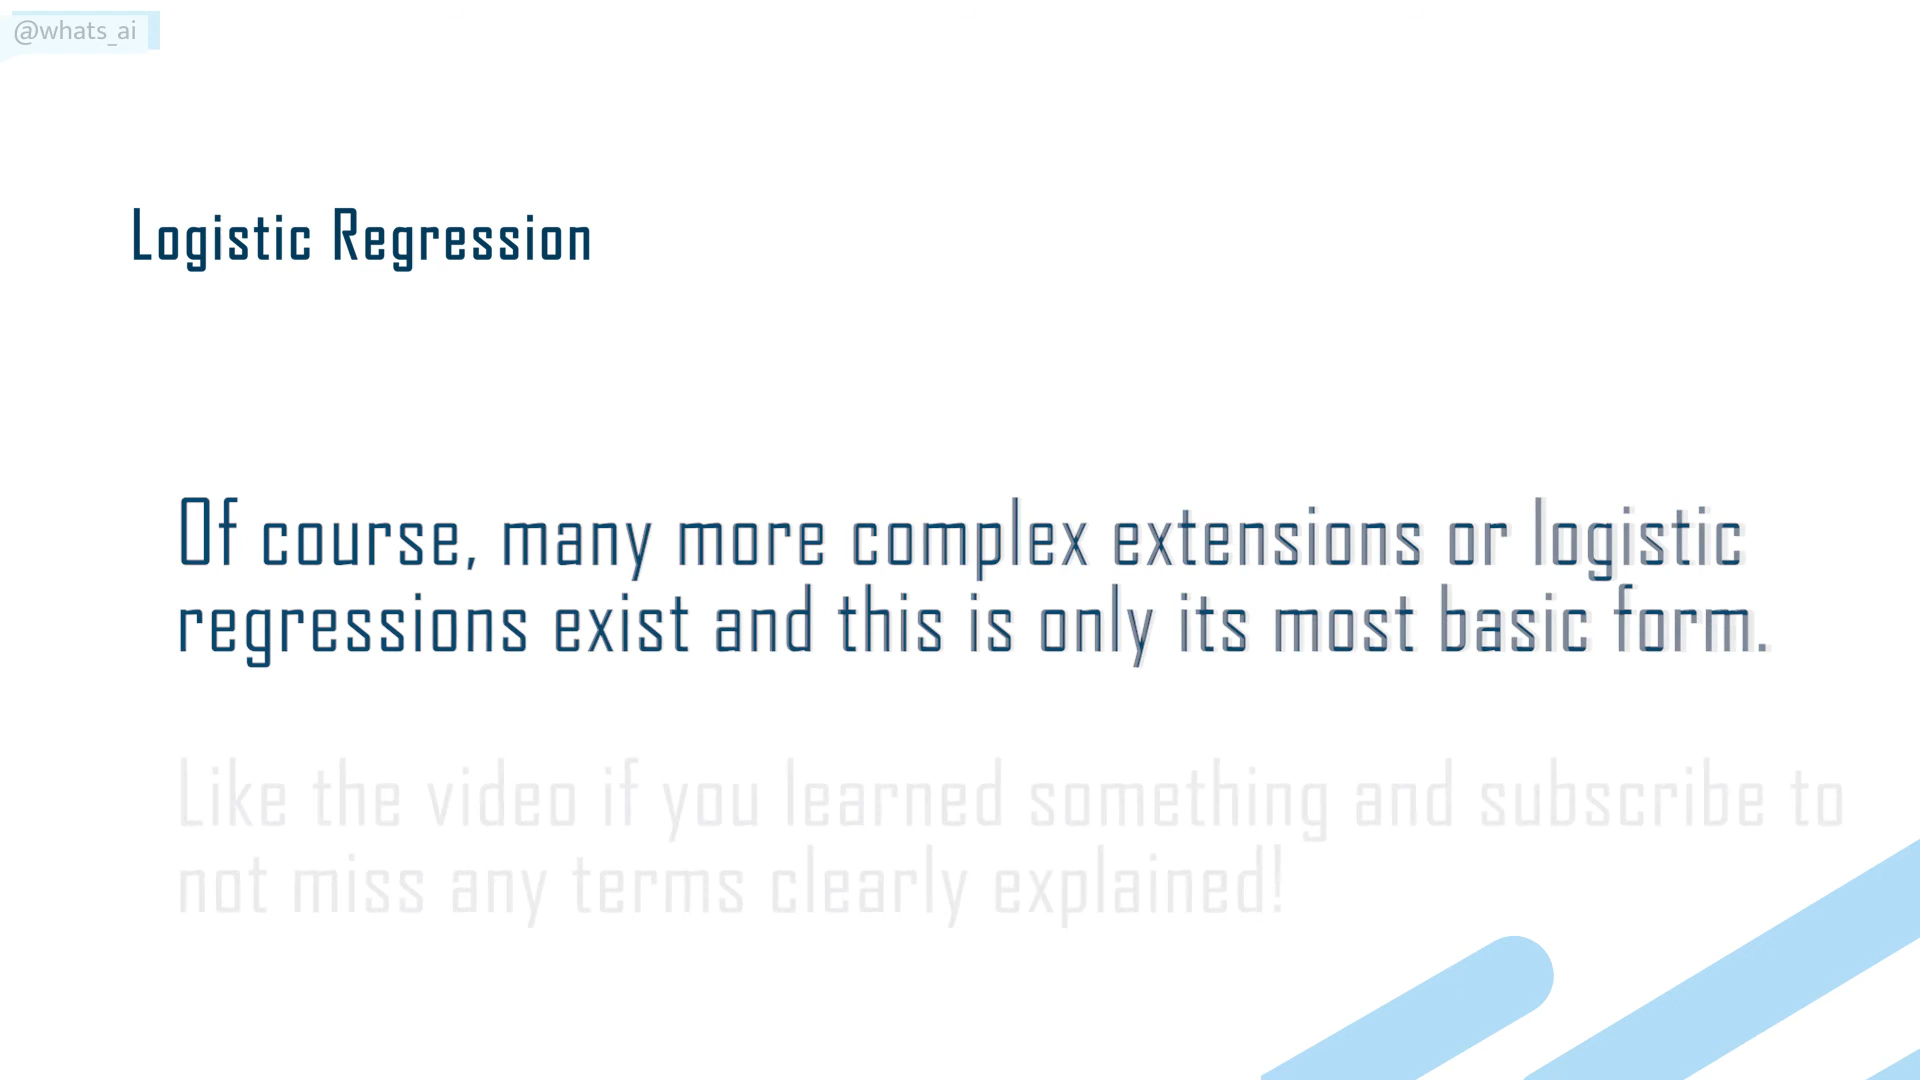 @whats_ai
Logistic Regression
Of course, many more complex extensions or logistic
regressions exist and this is only its most basic form.
Like the video if you learned something and subscribe to
not miss any terms clearly explained!